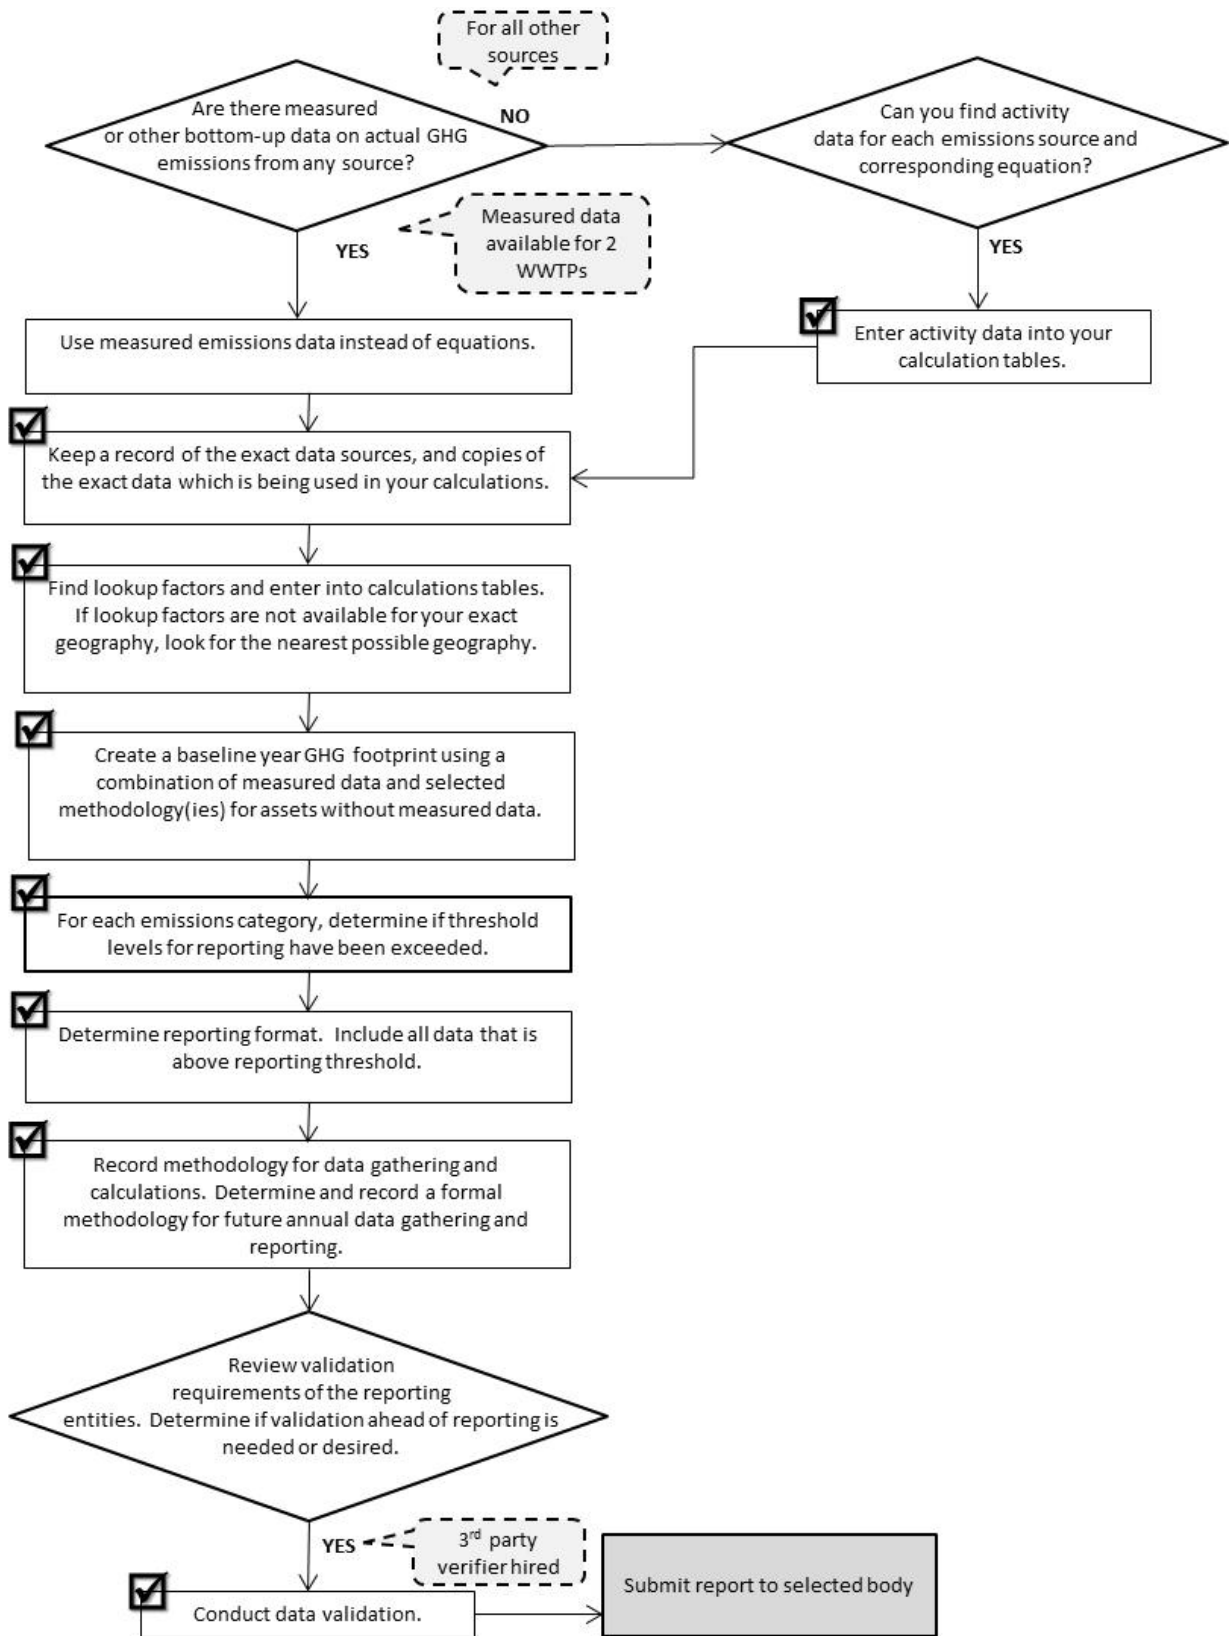 For all other
sources
Are there measured
or other bottom-up data on actual GHG
emissions from any source?
NO
Can you find activity
data for each emissions source and
corresponding equation?
YES
Measured data
available for 2
WWTPs
YES
Use measured emissions data instead of equations.
Enter activity data into your
calculation tables.
Keep a record of the exact data sources, and copies of
the exact data which is being used in your calculations.
Find lookup factors and enter into calculations tables.
If lookup factors are not available for your exact
geography, look for the nearest possible geography.
Create a baseline year GHG footprint using a
combination of measured data and selected
methodology(ies) for assets without measured data.
For each emissions category, determine if threshold
levels for reporting have been exceeded.
Determine reporting format. Include all data that is
above reporting threshold.
Record methodology for data gathering and
calculations. Determine and record a formal
methodology for future annual data gathering and
reporting.
Review validation
requirements of the reporting
entities. Determine if validation ahead of reporting is
needed or desired.
YES
3rd party
verifier hired
Conduct data validation.
Submit report to selected body